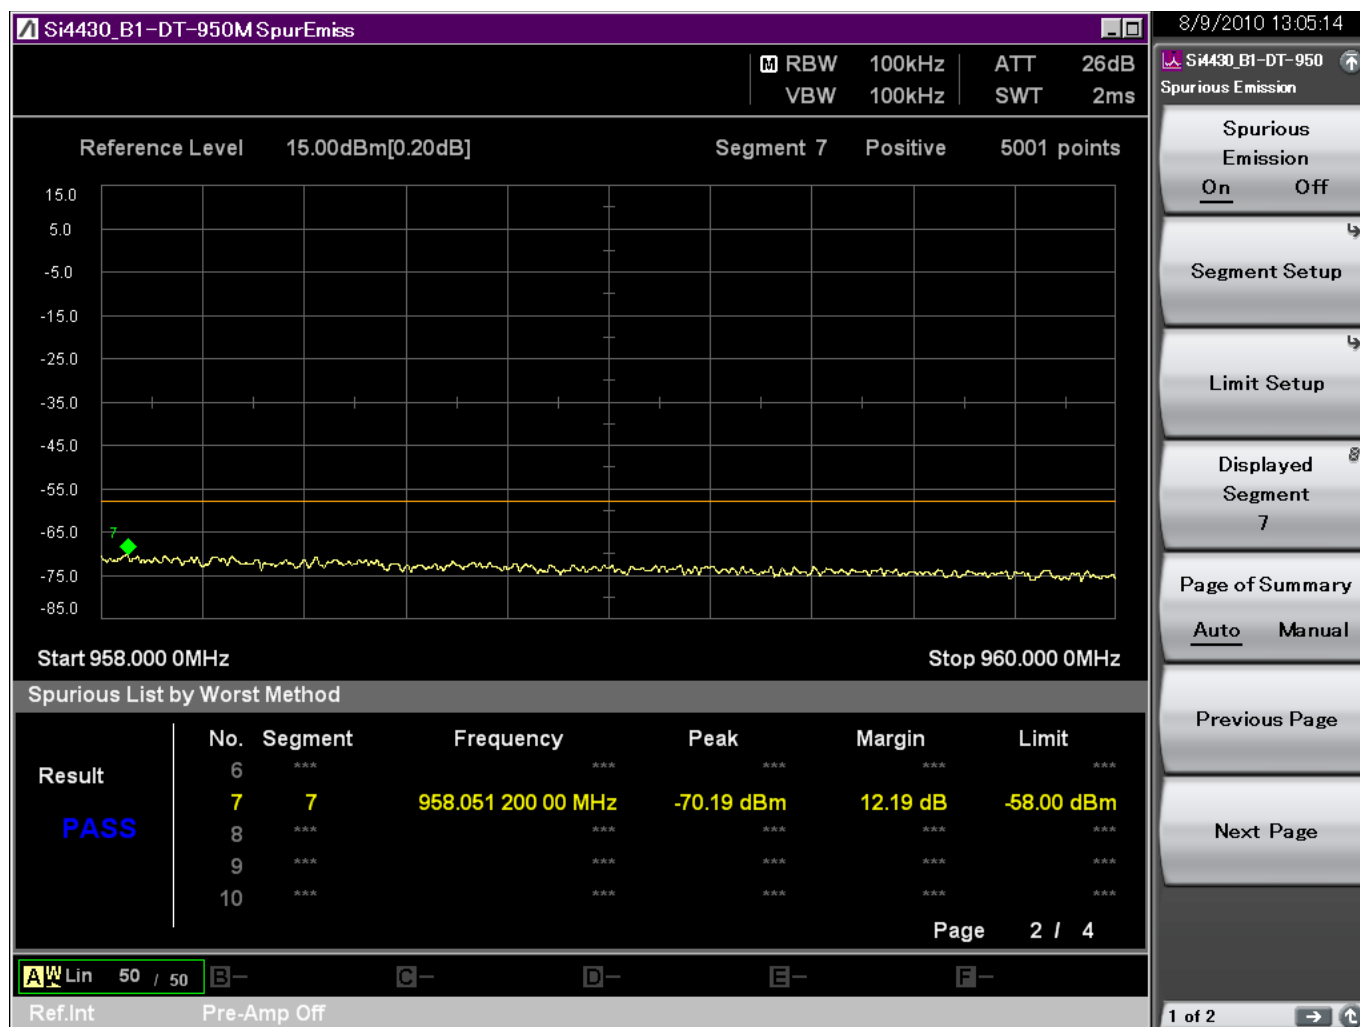 Si4430_B1-DT-950M SpurEmiss
8/9/2010 13:05:14
M RBW 100kHz ATT 26dB
VBW 100kHz SWT 2ms
Reference Level 15.00dBm[0.20dB] Segment 7 Positive 5001 points
15.0
5.0
-5.0
-15.0
-25.0
-35.0
-45.0
-55.0
-65.0
-75.0
-85.0
7
Start 958.000 0MHz Stop 960.000 0MHz
Spurious List by Worst Method
Result
PASS
No. Segment Frequency Peak Margin Limit
6 *** *** *** *** ***
7 7 958.051 200 00 MHz -70.19 dBm 12.19 dB -58.00 dBm
8 *** *** *** *** ***
9 *** *** *** *** ***
10 *** *** *** *** ***
Page 2 / 4
A W Lin 50 / 50 B- C- D- E- F-
Ref.Int Pre-Amp Off
Si4430_B1-DT-950
Spurious Emission
Spurious
Emission
On Off
Segment Setup
Limit Setup
Displayed
Segment
7
Page of Summary
Auto Manual
Previous Page
Next Page
1 of 2